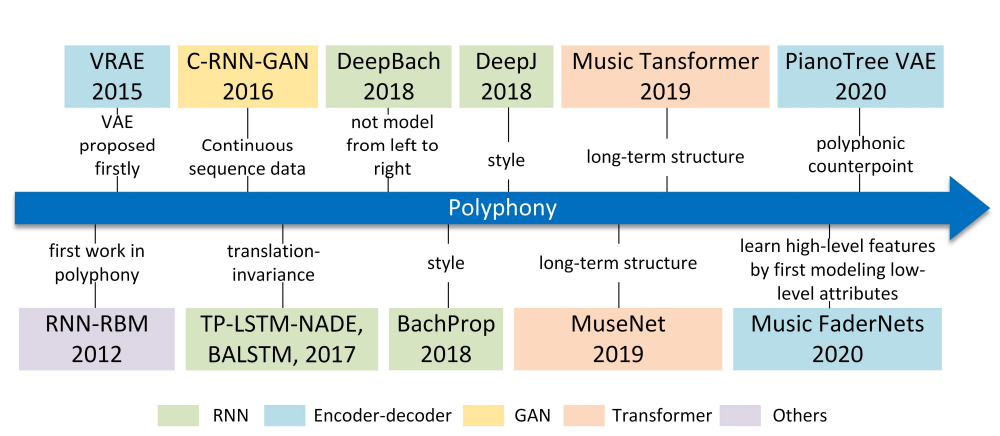 VRAE
2015
C-RNN-GAN
2016
DeepBach
2018
DeepJ
2018
Music Tansformer
2019
PianoTree VAE
2020
VAE
proposed
firstly
Continuous
sequence data
not model
from left to
right
style
long-term structure
polyphonic
counterpoint
Polyphony
first work in
polyphony
translation-
invariance
style
long-term structure
learn high-level features
by first modeling low-
level attributes
RNN-RBM
2012
TP-LSTM-NADE,
BALSTM, 2017
BachProp
2018
MuseNet
2019
Music FaderNets
2020
RNN
Encoder-decoder
GAN
Transformer
Others